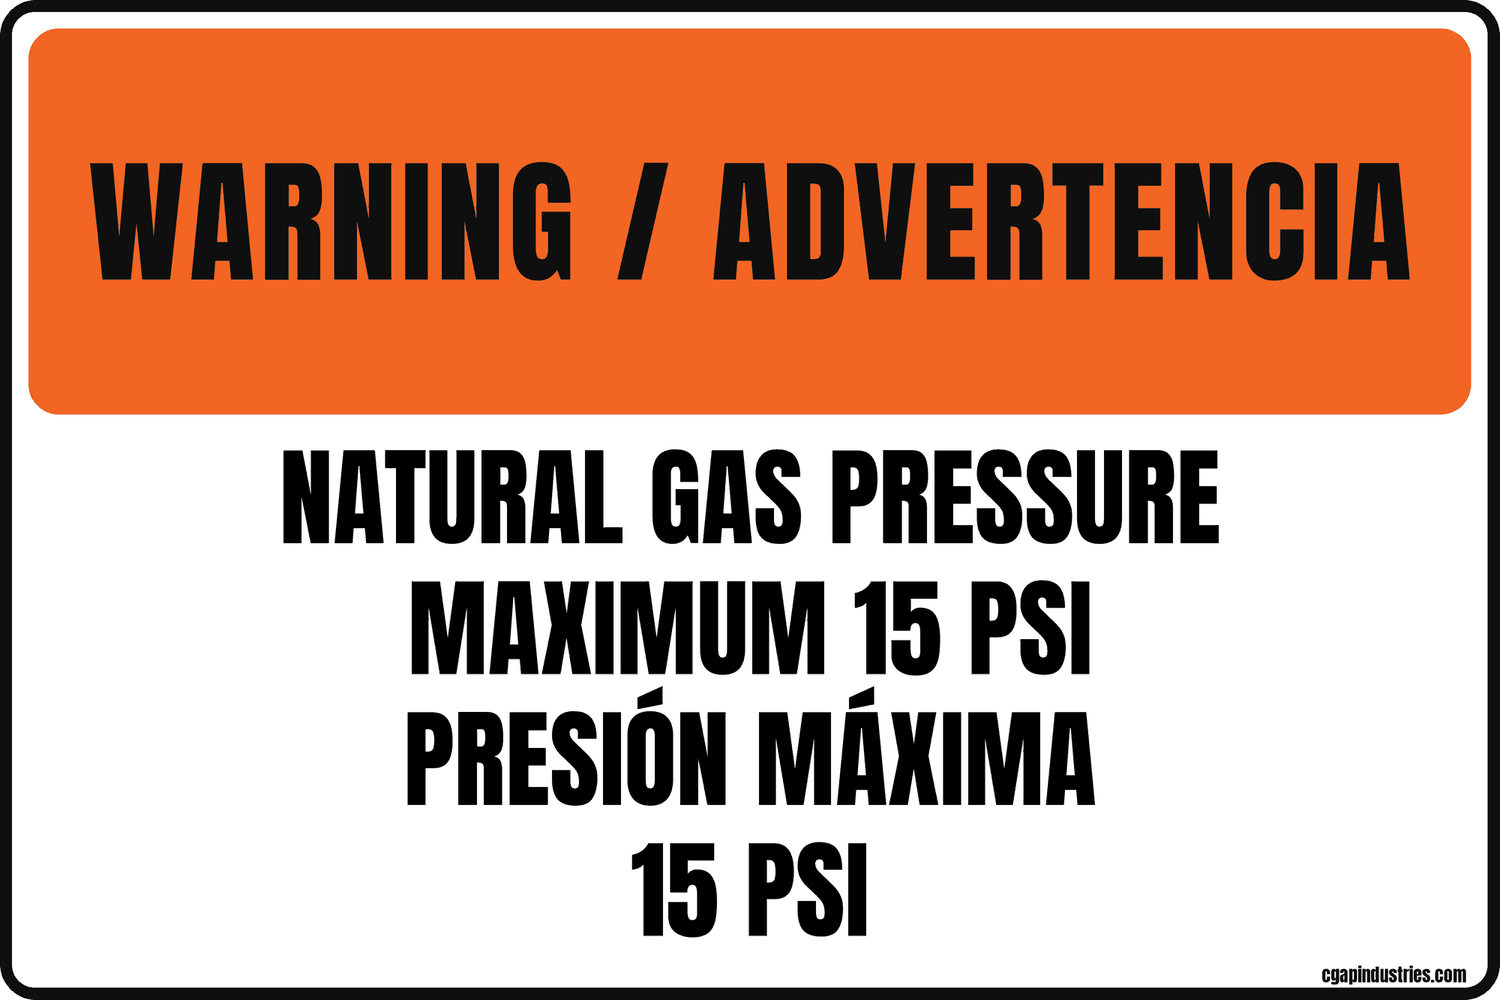 WARNING / ADVERTENCIA
NATURAL GAS PRESSURE
MAXIMUM 15 PSI
PRESIÓN MÁXIMA
15 PSI
cgapindustries.com